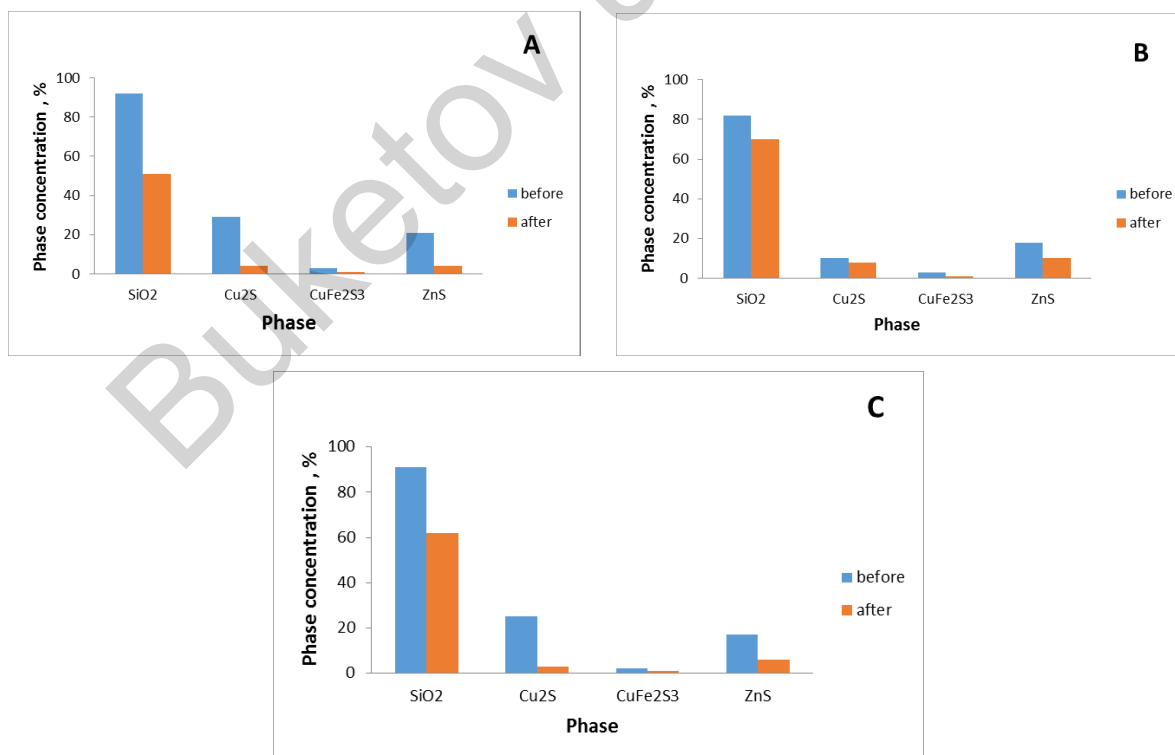 A
Phase concentration , %
100
80
60
40
20
0
SiO2 Cu2S CuFe2S3 ZnS
Phase
before
after
B
Phase concentration , %
100
80
60
40
20
0
SiO2 Cu2S CuFe2S3 ZnS
Phase
before
after
C
Phase concentration , %
100
80
60
40
20
0
SiO2 Cu2S CuFe2S3 ZnS
Phase
before
after
Buketov